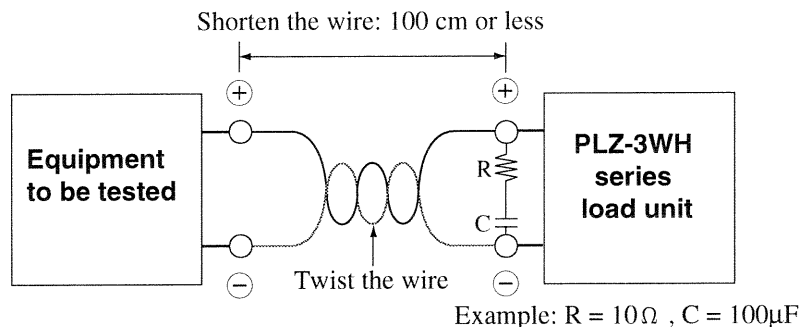 Shorten the wire: 100 cm or less
+
+
Equipment
to be tested
R
C
PLZ-3WH
series
load unit
−
Twist the wire
−
Example: R = 10Ω , C = 100μF